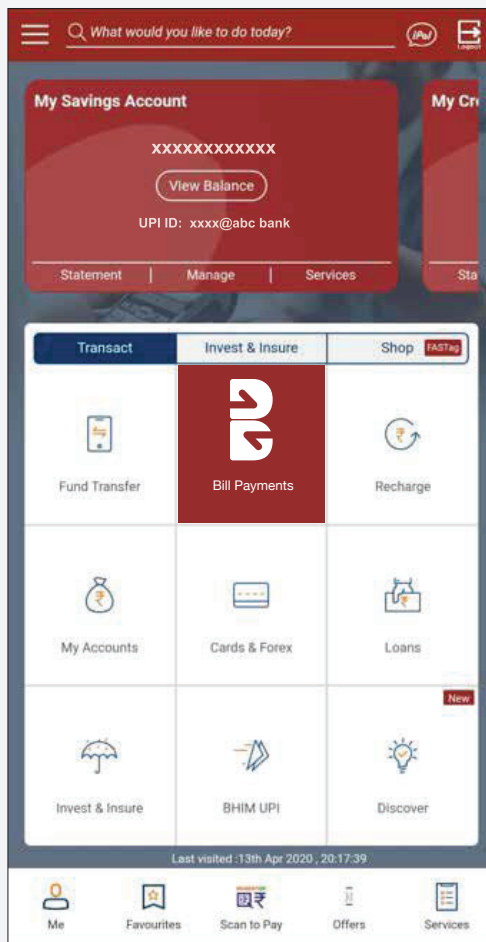 What would you like to do today?
iPal
Logout
My Savings Account
My Cr
xxxxxxxxxxxx
View Balance
UPI ID: xxxx@abc bank
Statement | Manage | Services
Sta
Transact
Invest & Insure
Shop FASTag
Fund Transfer
Bill Payments
Recharge
My Accounts
Cards & Forex
Loans
New
Invest & Insure
BHIM UPI
Discover
Last visited :13th Apr 2020 , 20:17:39
Me
Favourites
Scan to Pay
Offers
Services